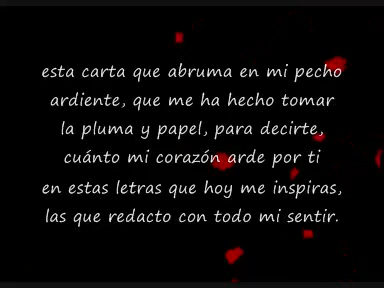 esta carta que abruma en mi pecho
ardiente, que me ha hecho tomar
la pluma y papel, para decirte,
cuánto mi corazón arde por ti
en estas letras que hoy me inspiras,
las que redacto con todo mi sentir.